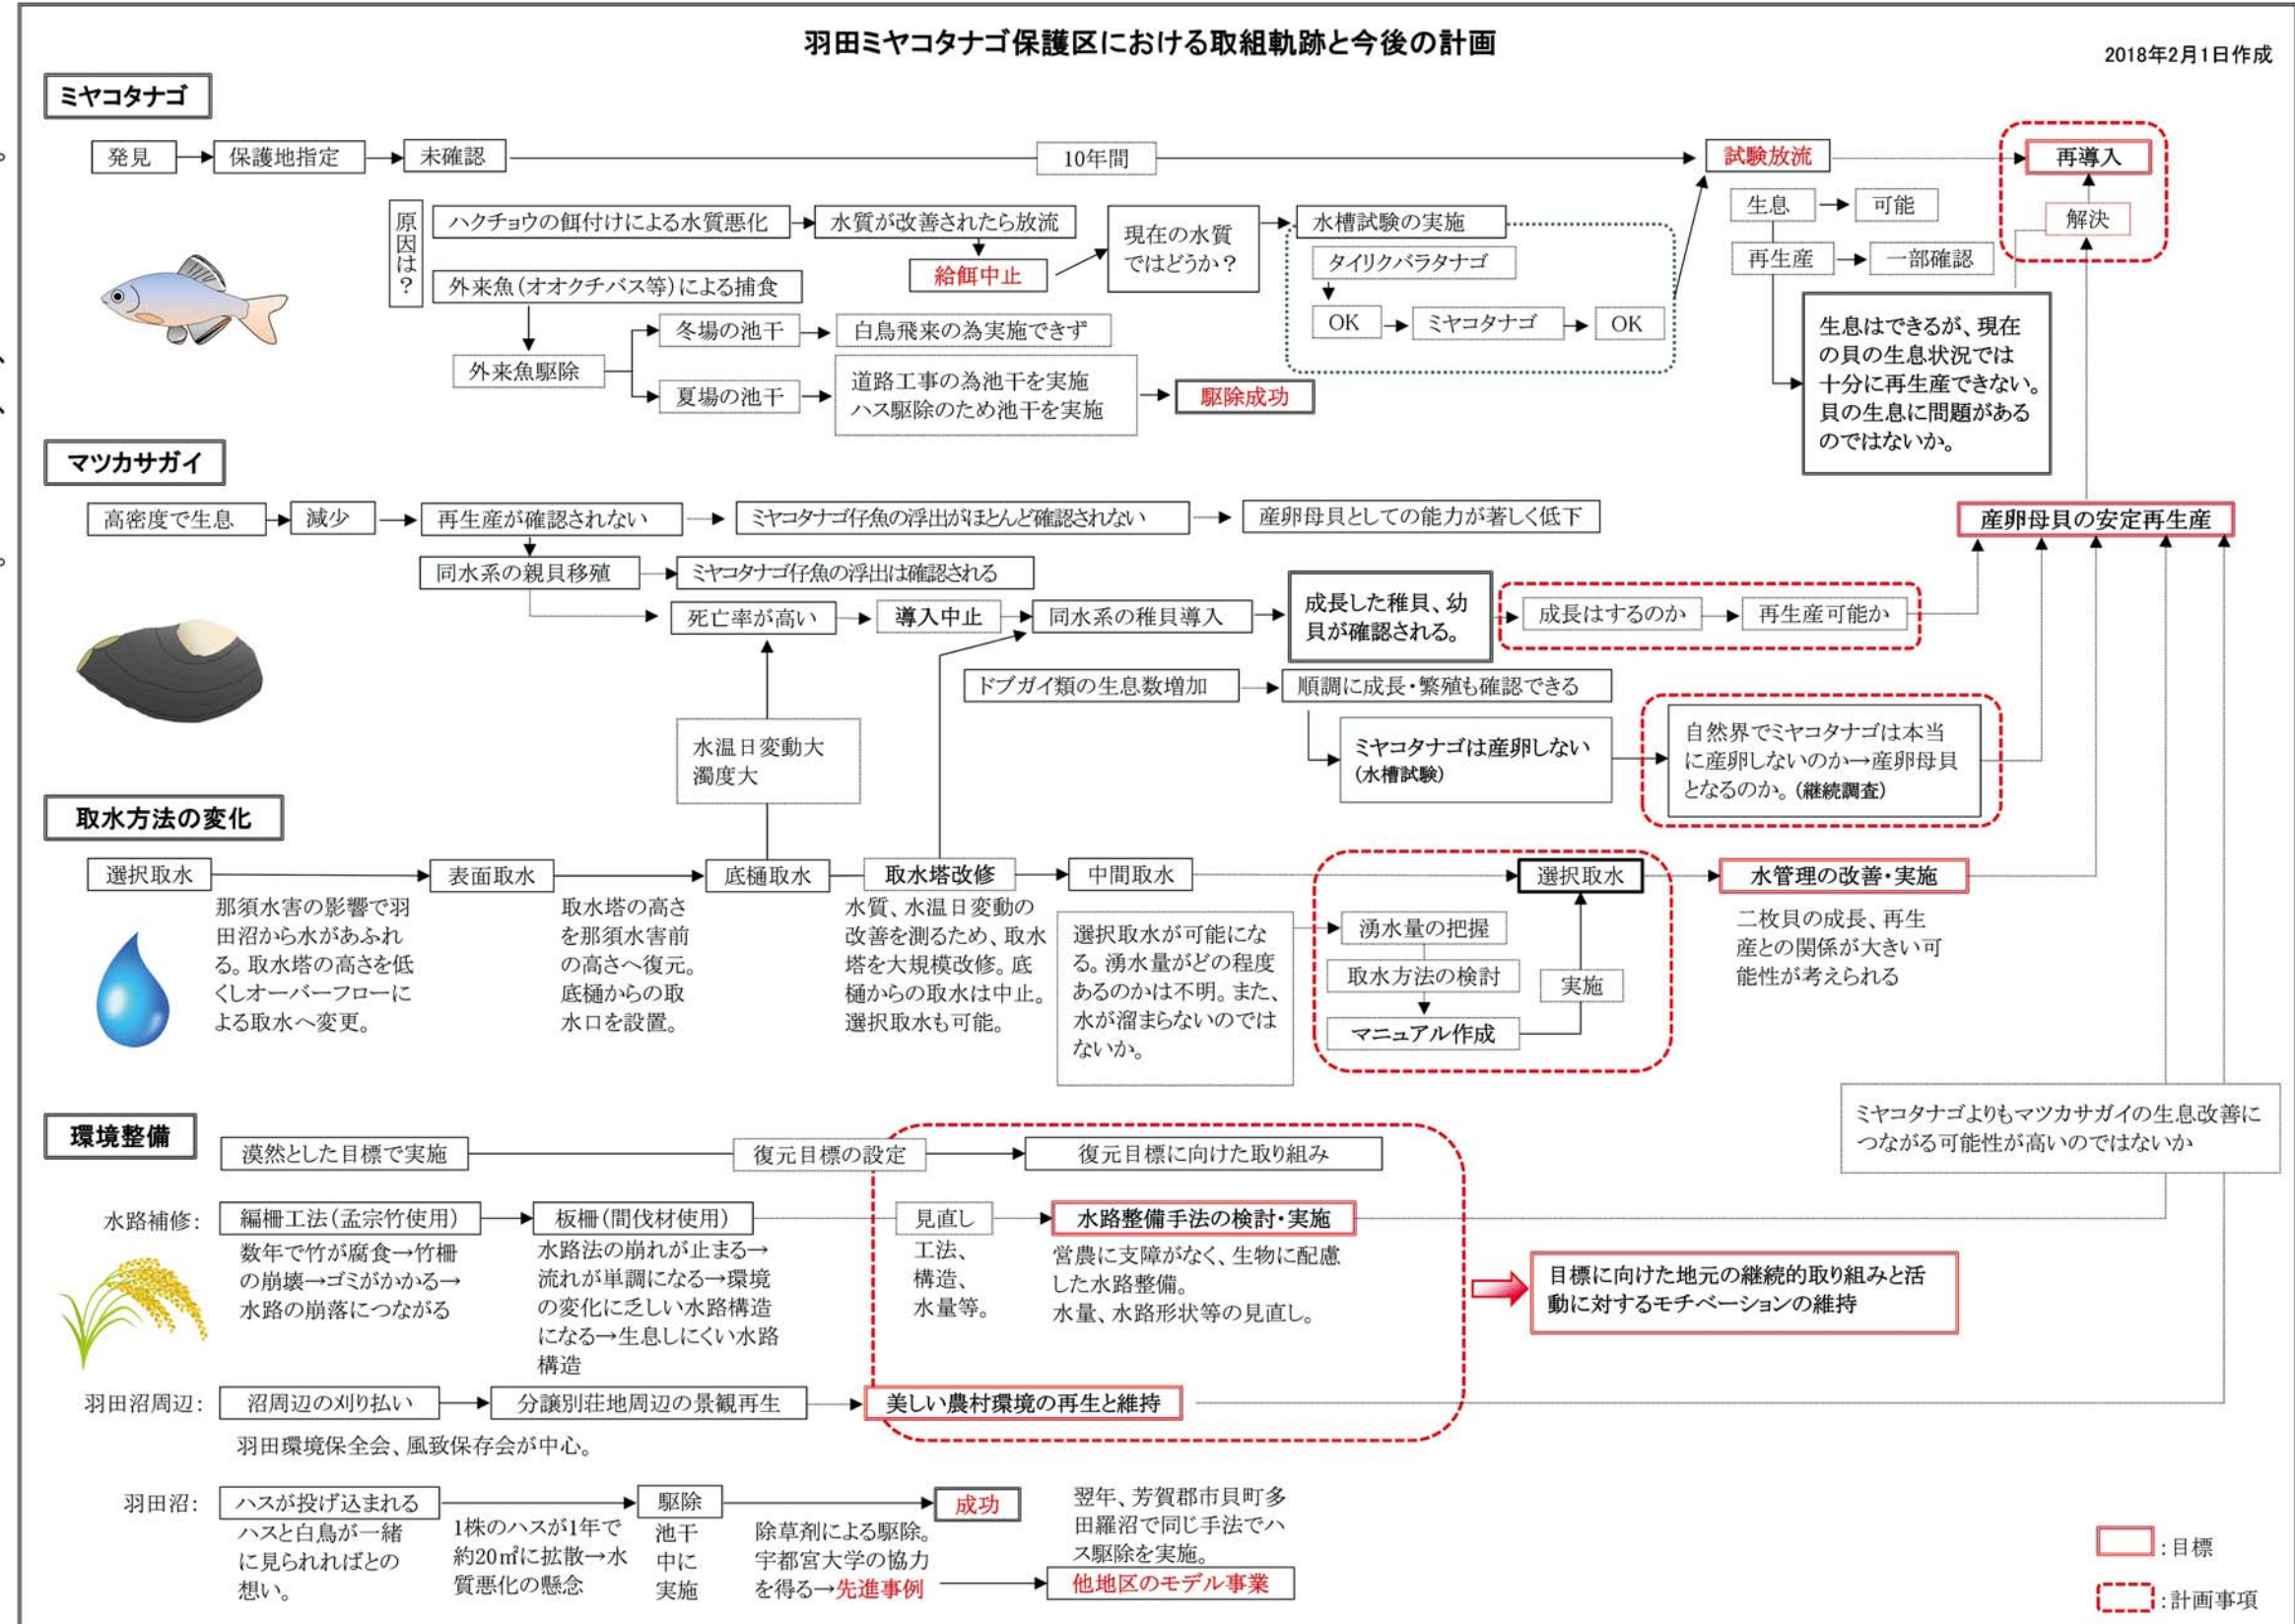 羽田ミヤコタナゴ保護区における取組軌跡と今後の計画
2018年2月1日作成
ミヤコタナゴ
発見
保護地指定
未確認
10年間
試験放流
再導入
解決
生息
可能
再生産
一部確認
生息はできるが、現在
の貝の生息状況では
十分に再生産できない。
貝の生息に問題がある
のではないか。
原因は?
ハクチョウの餌付けによる水質悪化
水質が改善されたら放流
給餌中止
現在の水質
ではどうか?
水槽試験の実施
タイリクバラタナゴ
OK
ミヤコタナゴ
OK
外来魚(オオクチバス等)による捕食
外来魚駆除
冬場の池干
白鳥飛来の為実施できず
夏場の池干
道路工事の為池干を実施
ハス駆除のため池干を実施
駆除成功
マツカサガイ
高密度で生息
減少
再生産が確認されない
ミヤコタナゴ仔魚の浮出がほとんど確認されない
産卵母貝としての能力が著しく低下
産卵母貝の安定再生産
同水系の親貝移殖
ミヤコタナゴ仔魚の浮出は確認される
死亡率が高い
導入中止
同水系の稚貝導入
成長した稚貝、幼
貝が確認される。
成長はするのか
再生産可能か
ドブガイ類の生息数増加
順調に成長・繁殖も確認できる
水温日変動大
濁度大
ミヤコタナゴは産卵しない
(水槽試験)
自然界でミヤコタナゴは本当
に産卵しないのか→産卵母貝
となるのか。(継続調査)
取水方法の変化
選択取水
表面取水
底樋取水
取水塔改修
中間取水
選択取水
水管理の改善・実施
那須水害の影響で羽
田沼から水があふれ
る。取水塔の高さを低
くしオーバーフローに
よる取水へ変更。
取水塔の高さ
を那須水害前
の高さへ復元。
底樋からの取
水口を設置。
水質、水温日変動の
改善を測るため、取水
塔を大規模改修。底
樋からの取水は中止。
選択取水も可能。
選択取水が可能にな
る。湧水量がどの程度
あるのかは不明。また、
水が溜まらないのでは
ないか。
湧水量の把握
取水方法の検討
マニュアル作成
実施
二枚貝の成長、再生
産との関係が大きい可
能性が考えられる
ミヤコタナゴよりもマツカサガイの生息改善に
つながる可能性が高いのではないか
環境整備
漠然とした目標で実施
復元目標の設定
復元目標に向けた取り組み
水路補修:
編柵工法(孟宗竹使用)
板柵(間伐材使用)
見直し
水路整備手法の検討・実施
数年で竹が腐食→竹柵
の崩壊→ゴミがかかる→
水路の崩落につながる
水路法の崩れが止まる→
流れが単調になる→環境
の変化に乏しい水路構造
になる→生息しにくい水路
構造
工法、
構造、
水量等。
営農に支障がなく、生物に配慮
した水路整備。
水量、水路形状等の見直し。
目標に向けた地元の継続的取り組みと活
動に対するモチベーションの維持
羽田沼周辺:
沼周辺の刈り払い
分譲別荘地周辺の景観再生
美しい農村環境の再生と維持
羽田環境保全会、風致保存会が中心。
羽田沼:
ハスが投げ込まれる
駆除
成功
ハスと白鳥が一緒
に見られればとの
想い。
1株のハスが1年で
約20㎡に拡散→水
質悪化の懸念
池干
中に
実施
除草剤による駆除。
宇都宮大学の協力
を得る→先進事例
翌年、芳賀郡市貝町多
田羅沼で同じ手法でハ
ス駆除を実施。
他地区のモデル事業
:目標
:計画事項